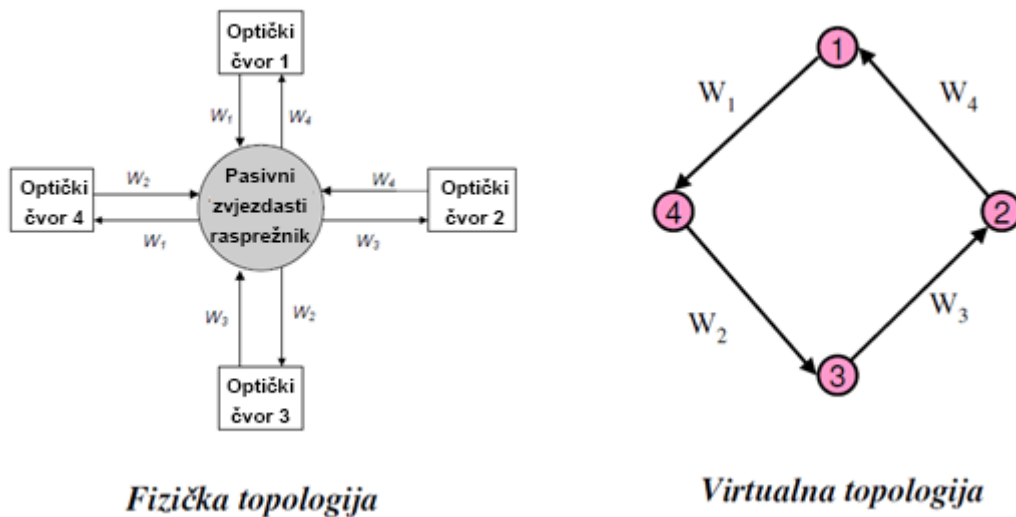 Optički
čvor 1
W₁
W₄
Optički
čvor 4
W₂
W₁
Pasivni
zvjezdasti
rasprežnik
W₄
W₃
Optički
čvor 2
W₃
W₂
Optički
čvor 3
Fizička topologija
1
W₁
W₄
4
2
W₂
W₃
3
Virtualna topologija